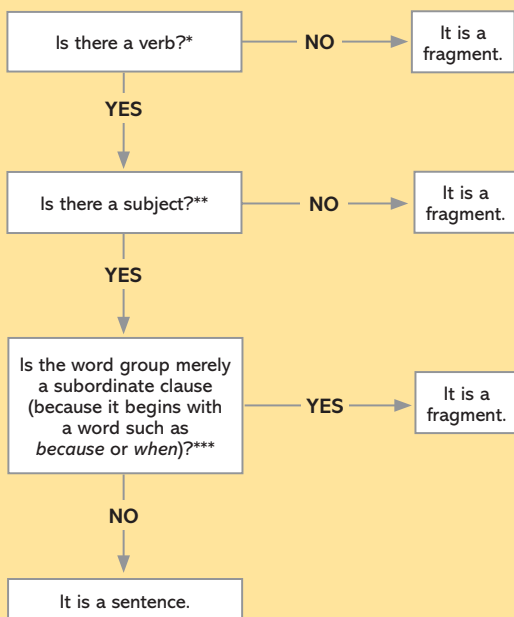 Is there a verb?*
NO
It is a
fragment.
YES
Is there a subject?**
NO
It is a
fragment.
YES
Is the word group merely
a subordinate clause
(because it begins with
a word such as
because or when)?***
YES
It is a
fragment.
NO
It is a sentence.